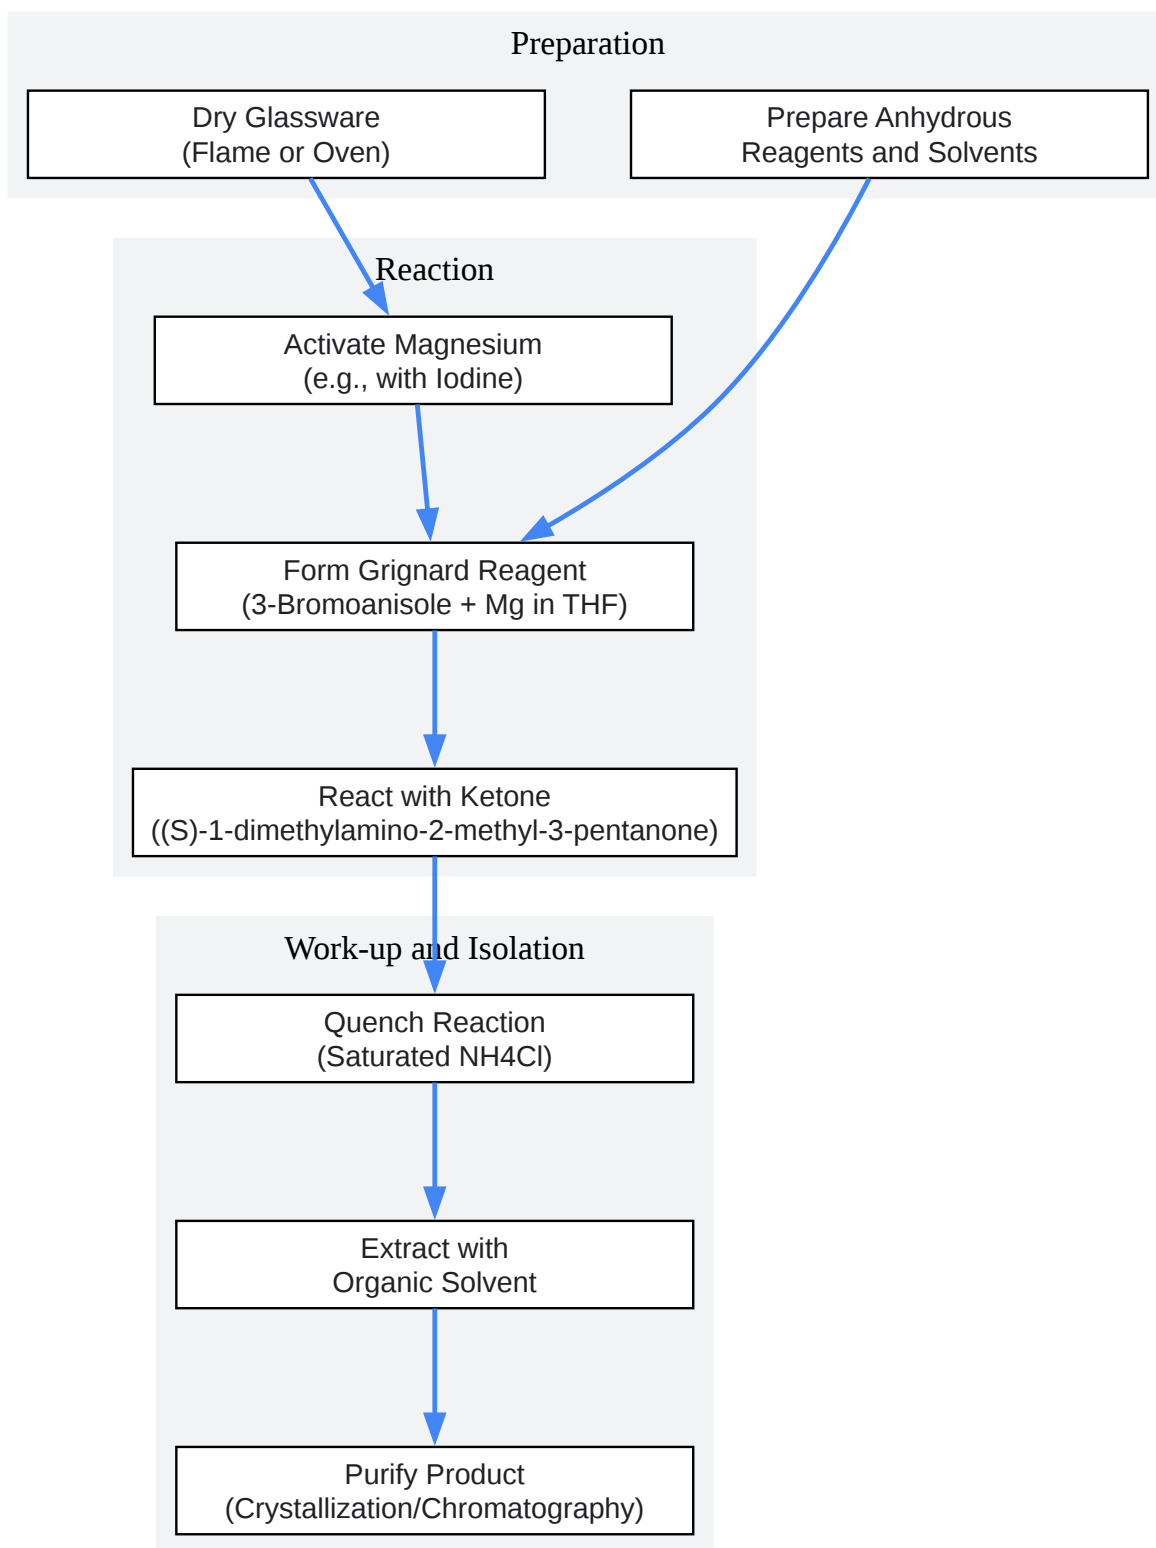 Preparation
Dry Glassware
(Flame or Oven)
Prepare Anhydrous
Reagents and Solvents
Reaction
Activate Magnesium
(e.g., with Iodine)
Form Grignard Reagent
(3-Bromoanisole + Mg in THF)
React with Ketone
((S)-1-dimethylamino-2-methyl-3-pentanone)
Work-up and Isolation
Quench Reaction
(Saturated NH4Cl)
Extract with
Organic Solvent
Purify Product
(Crystallization/Chromatography)